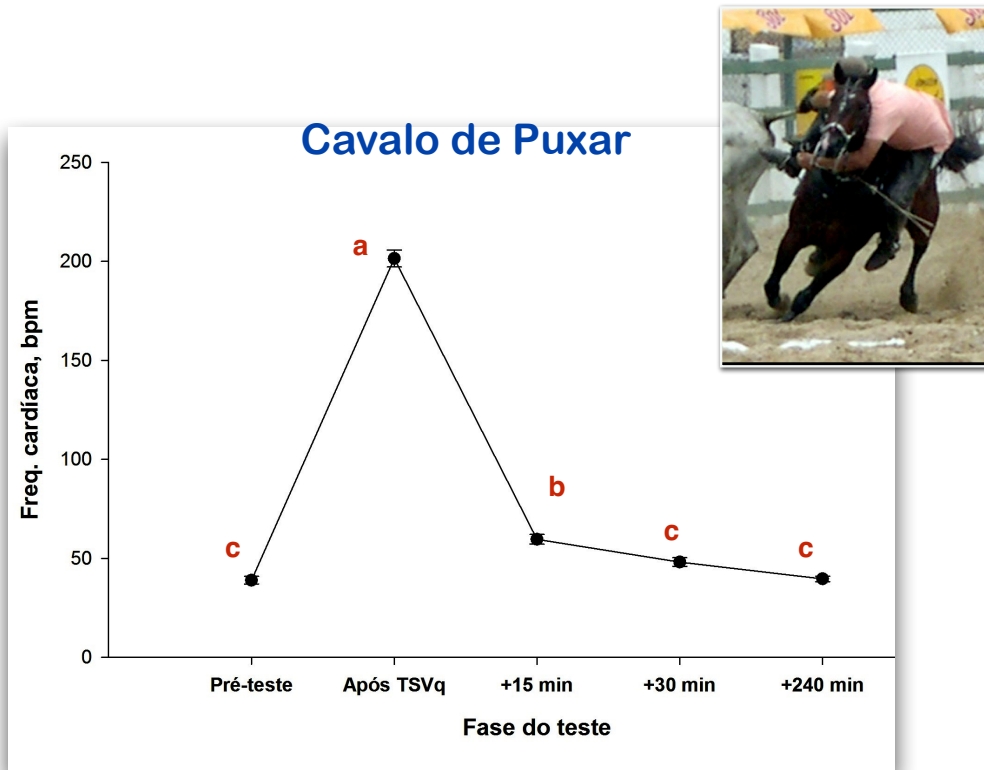 Cavalo de Puxar
Sol
250
200
150
100
50
0
Freq. cardíaca, bpm
a
b
c
c
c
Pré-teste
Após TSVq
+15 min
+30 min
+240 min
Fase do teste